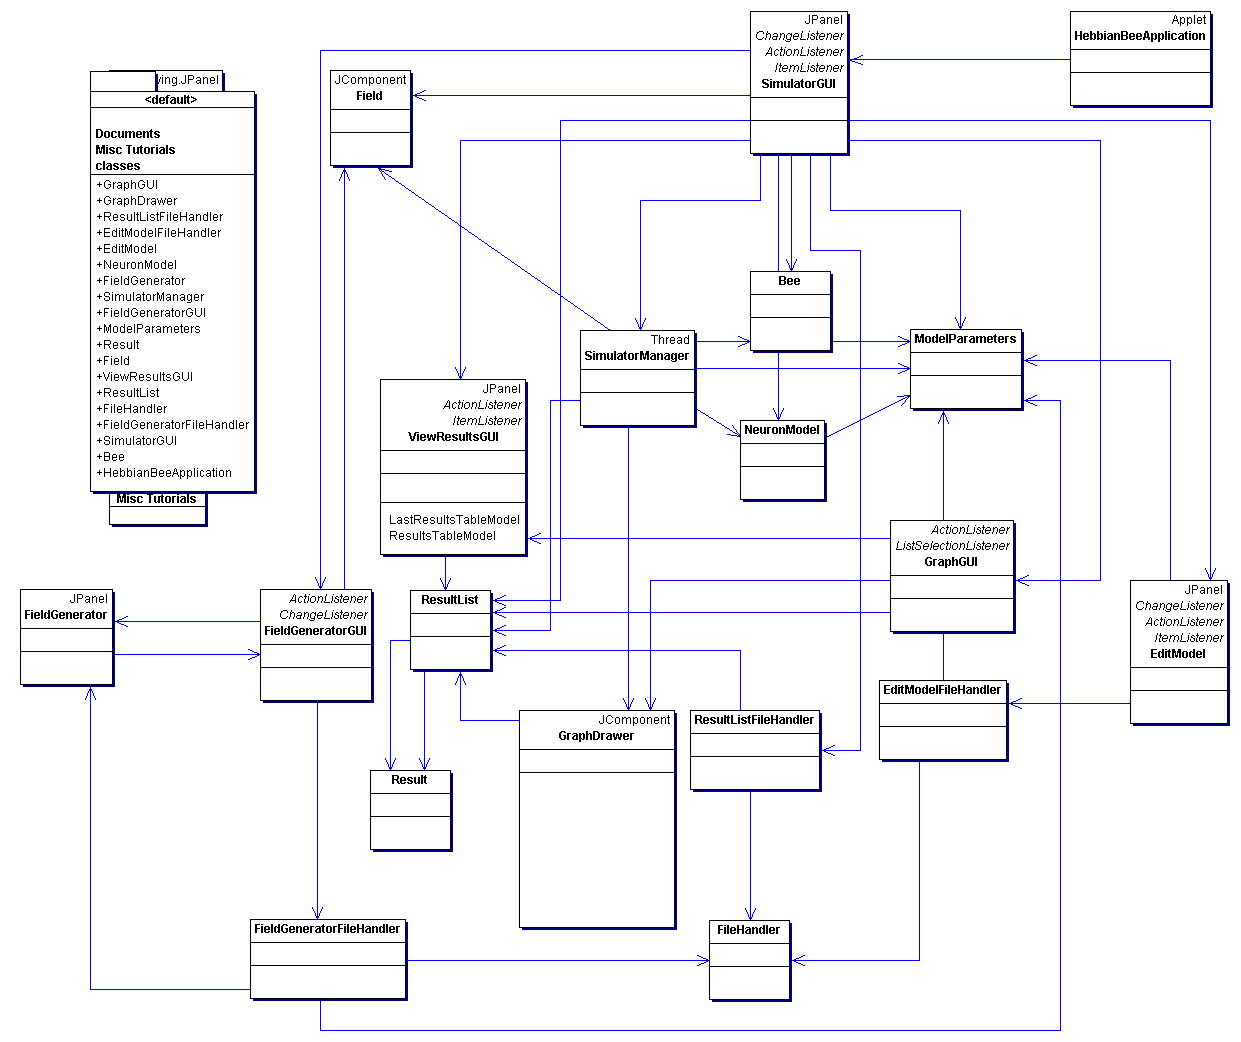 JPanel
ChangeListener
ActionListener
ItemListener
SimulatorGUI
Applet
HebbianBeeApplication
JComponent
Field
ving.JPanel
<default>
Documents
Misc Tutorials
classes
+GraphGUI
+GraphDrawer
+ResultListFileHandler
+EditModelFileHandler
+EditModel
+NeuronModel
+FieldGenerator
+SimulatorManager
+FieldGeneratorGUI
+ModelParameters
+Result
+Field
+ViewResultsGUI
+ResultList
+FileHandler
+FieldGeneratorFileHandler
+SimulatorGUI
+Bee
+HebbianBeeApplication
Misc Tutorials
Bee
Thread
SimulatorManager
ModelParameters
JPanel
ActionListener
ItemListener
ViewResultsGUI
LastResultsTableModel
ResultsTableModel
NeuronModel
ActionListener
ListSelectionListener
GraphGUI
JPanel
FieldGenerator
ActionListener
ChangeListener
FieldGeneratorGUI
ResultList
JPanel
ChangeListener
ActionListener
ItemListener
EditModel
EditModelFileHandler
JComponent
GraphDrawer
ResultListFileHandler
Result
FieldGeneratorFileHandler
FileHandler